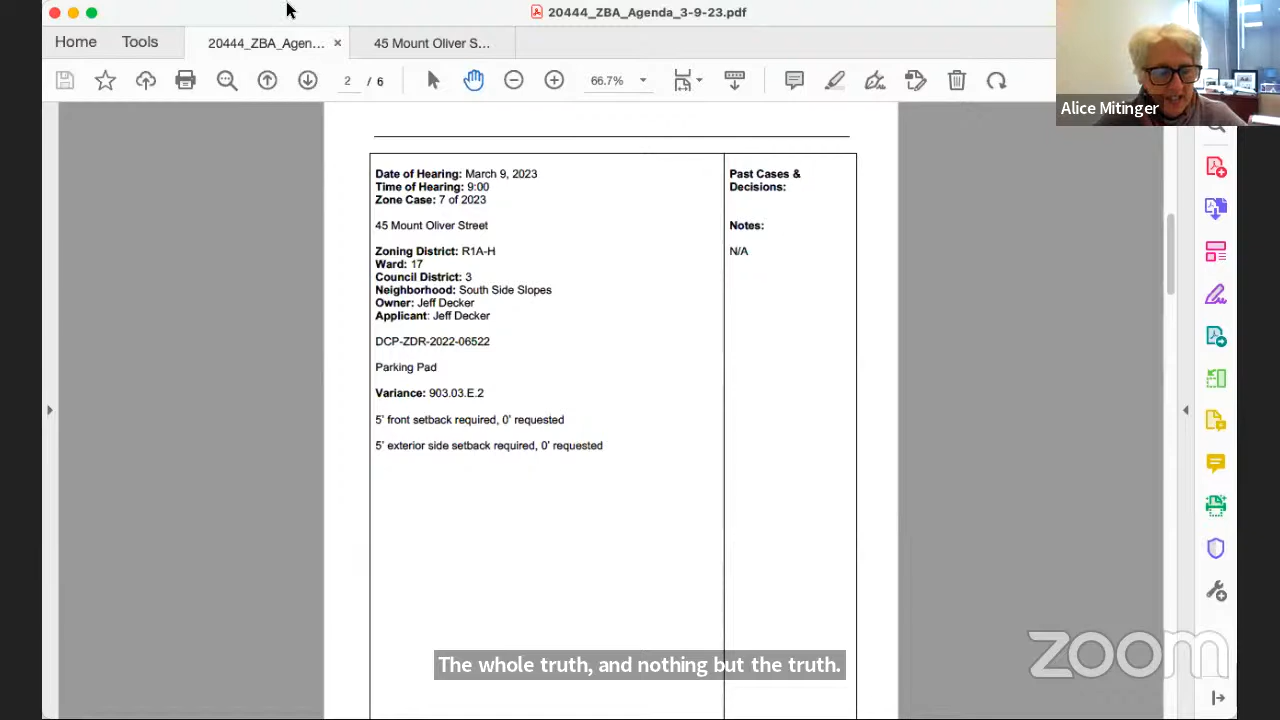 20444_ZBA_Agenda_3-9-23.pdf
Home
Tools
20444_ZBA_Agen... ×
45 Mount Oliver S...
2 / 6
66.7%
Alice Mitinger
Date of Hearing: March 9, 2023
Time of Hearing: 9:00
Zone Case: 7 of 2023
45 Mount Oliver Street
Zoning District: R1A-H
Ward: 17
Council District: 3
Neighborhood: South Side Slopes
Owner: Jeff Decker
Applicant: Jeff Decker
DCP-ZDR-2022-06522
Parking Pad
Variance: 903.03.E.2
5' front setback required, 0' requested
5' exterior side setback required, 0' requested
Past Cases &
Decisions:
Notes:
N/A
The whole truth, and nothing but the truth.
zoom